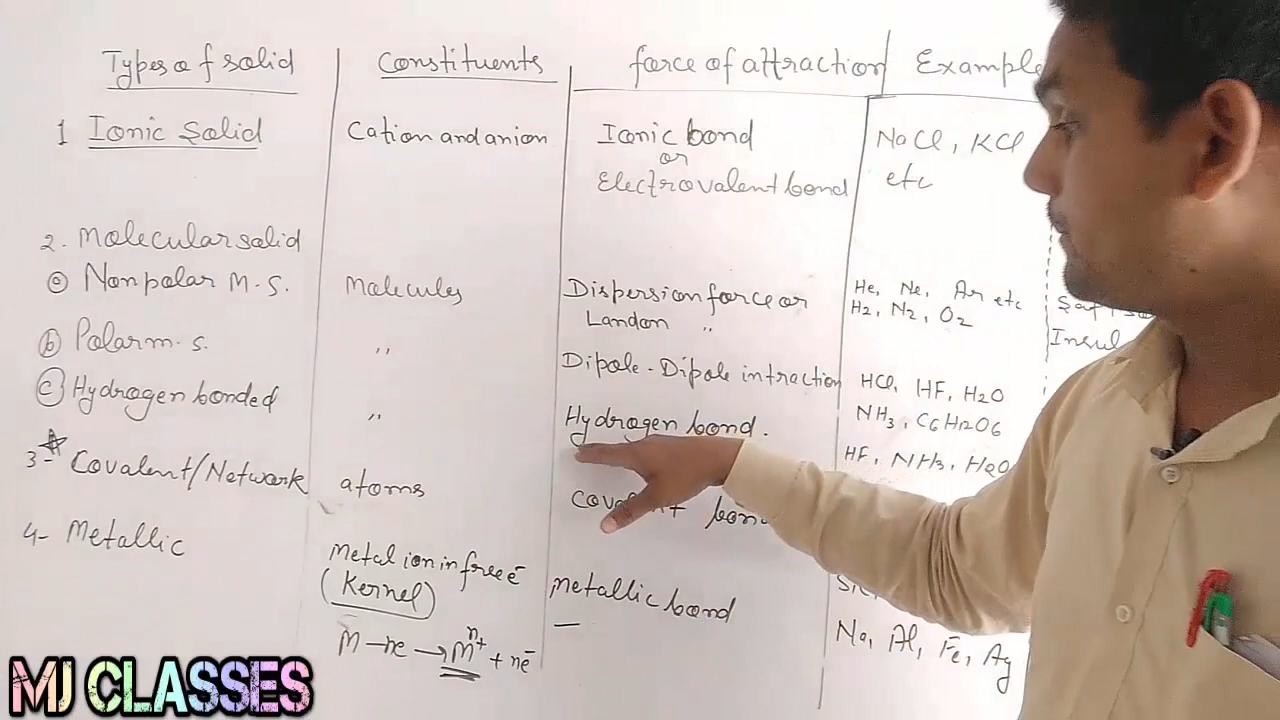 Types of solid
Constituents
force of attraction
Example
1 Ionic Solid
Cation and anion
Ionic bond
or
Electrovalent bond
NaCl, KCl
etc
2. Molecular solid
a Nonpolar M.S.
Molecules
Dispersion force or
Landon "
He, Ne, Ar etc
H2, N2, O2
Insul
b Polar m.s.
"
Dipole-Dipole intraction
HCl, HF, H2O
NH3, C6H12O6
c Hydrogen bonded
"
Hydrogen bond.
HF, NH3, H2O
3- Covalent/Network
atoms
4- Metallic
Metal ion in free e-
(Kernel)
M-ne → M^n+ + ne-
metallic bond
Na, Al, Fe, Ag
MJ CLASSES